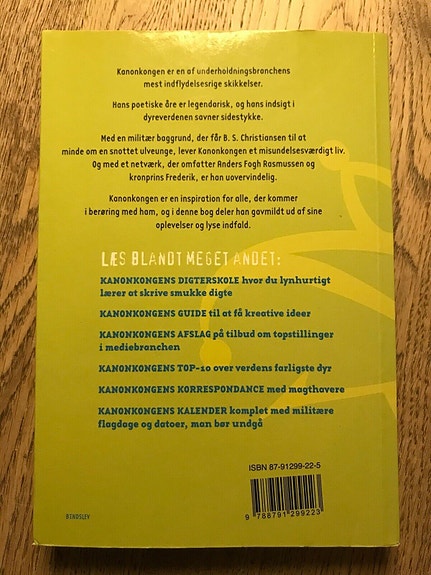 Kanonkongen er en af underholdningsbranchens
mest indflydelsesrige skikkelser.
Hans poetiske åre er legendarisk, og hans indsigt i
dyreverdenen savner sidestykke.
Med en militær baggrund, der får B. S. Christiansen til at
minde om en snottet ulveunge, lever Kanonkongen et misundelsesværdigt liv.
Og med et netværk, der omfatter Anders Fogh Rasmussen og
kronprins Frederik, er han uovervindelig.
Kanonkongen er en inspiration for alle, der kommer
i berøring med ham, og i denne bog deler han gavmildt ud af sine
oplevelser og lyse indfald.
LÆS BLANDT MEGET ANDET:
KANONKONGENS DIGTERSKOLE hvor du lynhurtigt
lærer at skrive smukke digte
KANONKONGENS GUIDE til at få kreative ideer
KANONKONGENS AFSLAG på tilbud om topstillinger
i mediebranchen
KANONKONGENS TOP-10 over verdens farligste dyr
KANONKONGENS KORRESPONDANCE med magthavere
KANONKONGENS KALENDER komplet med militære
flagdage og datoer, man bør undgå
ISBN 87-91299-22-5
9 788791 299223
BINDSLEV